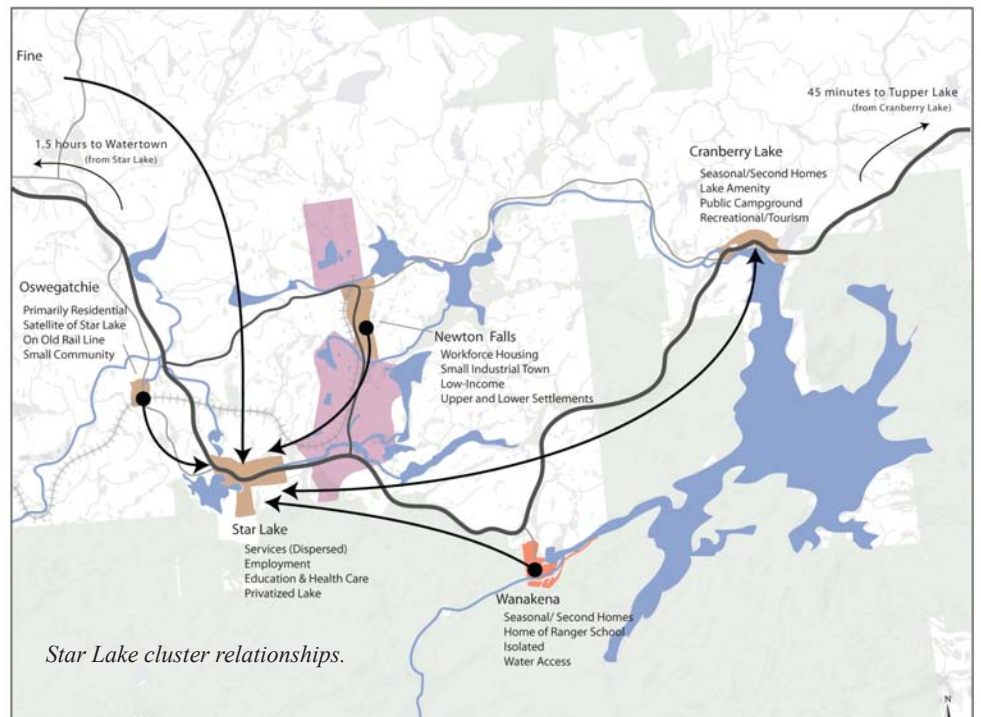 Fine
1.5 hours to Watertown
(from Star Lake)
45 minutes to Tupper Lake
(from Cranberry Lake)
Cranberry Lake
Seasonal/Second Homes
Lake Amenity
Public Campground
Recreational/Tourism
Oswegatchie
Primarily Residential
Satellite of Star Lake
On Old Rail Line
Small Community
Newton Falls
Workforce Housing
Small Industrial Town
Low-Income
Upper and Lower Settlements
Star Lake
Services (Dispersed)
Employment
Education & Health Care
Privatized Lake
Wanakena
Seasonal/ Second Homes
Home of Ranger School
Isolated
Water Access
Star Lake cluster relationships.
N